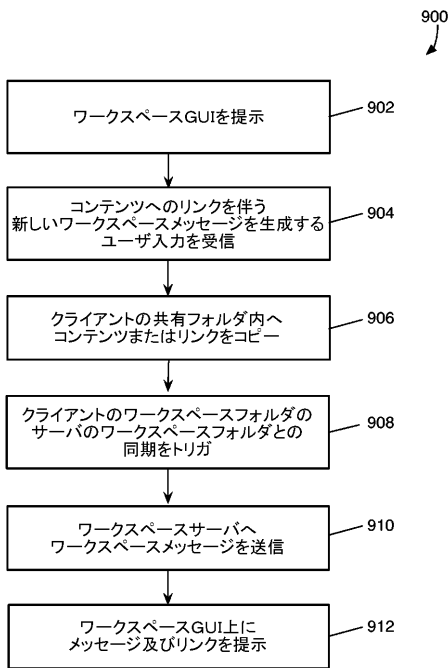 900
ワークスペースGUIを提示
902
コンテンツへのリンクを伴う
新しいワークスペースメッセージを生成する
ユーザ入力を受信
904
クライアントの共有フォルダ内へ
コンテンツまたはリンクをコピー
906
クライアントのワークスペースフォルダの
サーバのワークスペースフォルダとの
同期をトリガ
908
ワークスペースサーバへ
ワークスペースメッセージを送信
910
ワークスペースGUI上に
メッセージ及びリンクを提示
912